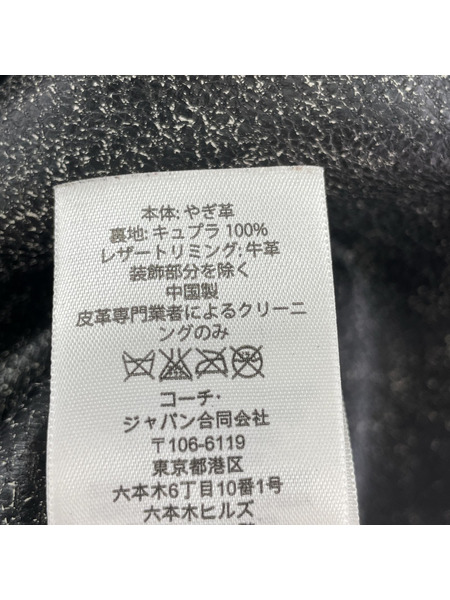 本体: やぎ革
裏地: キュプラ 100%
レザートリミング: 牛革
装飾部分を除く
中国製
皮革専門業者によるクリーニ
ングのみ
コーチ・
ジャパン合同会社
〒106-6119
東京都港区
六本木6丁目10番1号
六本木ヒルズ